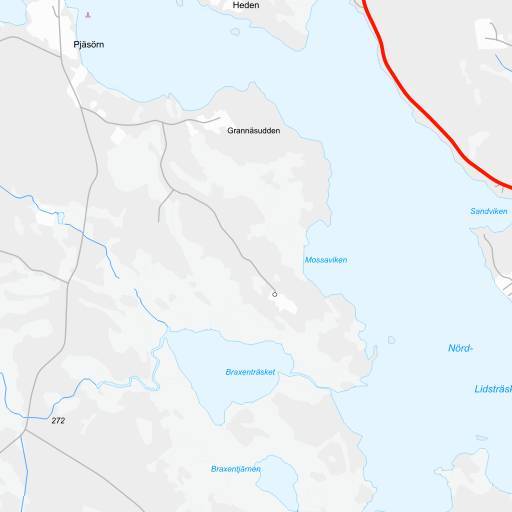 Heden
Pjäsörn
Grannäsudden
Sandviken
Mossaviken
Nörd-
Braxenträsket
Lidsträsk
272
Braxentjärnen